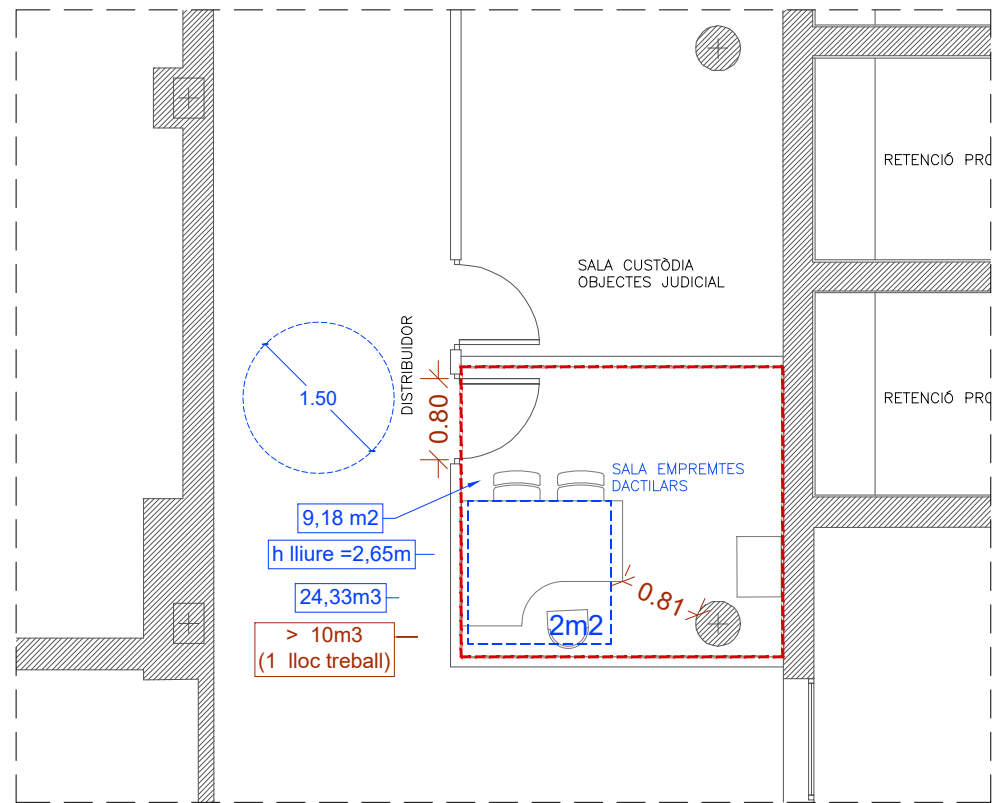 RETENCIÓ PRO
SALA CUSTÒDIA
OBJECTES JUDICIAL
DISTRIBUIDOR
1.50
0.80
RETENCIÓ PRO
SALA EMPREMTES
DACTILARS
9,18 m2
h lliure =2,65m
24,33m3
> 10m3
(1 lloc treball)
0.81
2m2